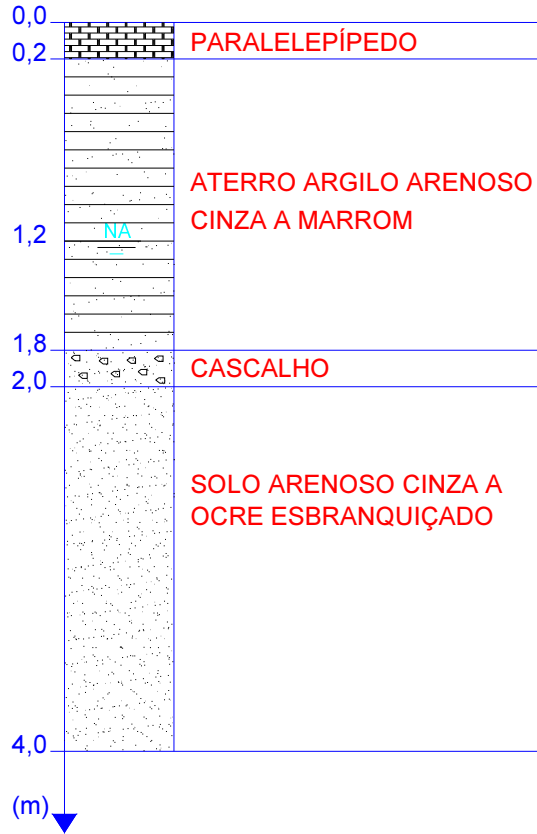 0,0
PARALELEPÍPEDO
0,2
ATERRO ARGILO ARENOSO
CINZA A MARROM
1,2
NA
1,8
CASCALHO
2,0
SOLO ARENOSO CINZA A
OCRE ESBRANQUIÇADO
4,0
(m)